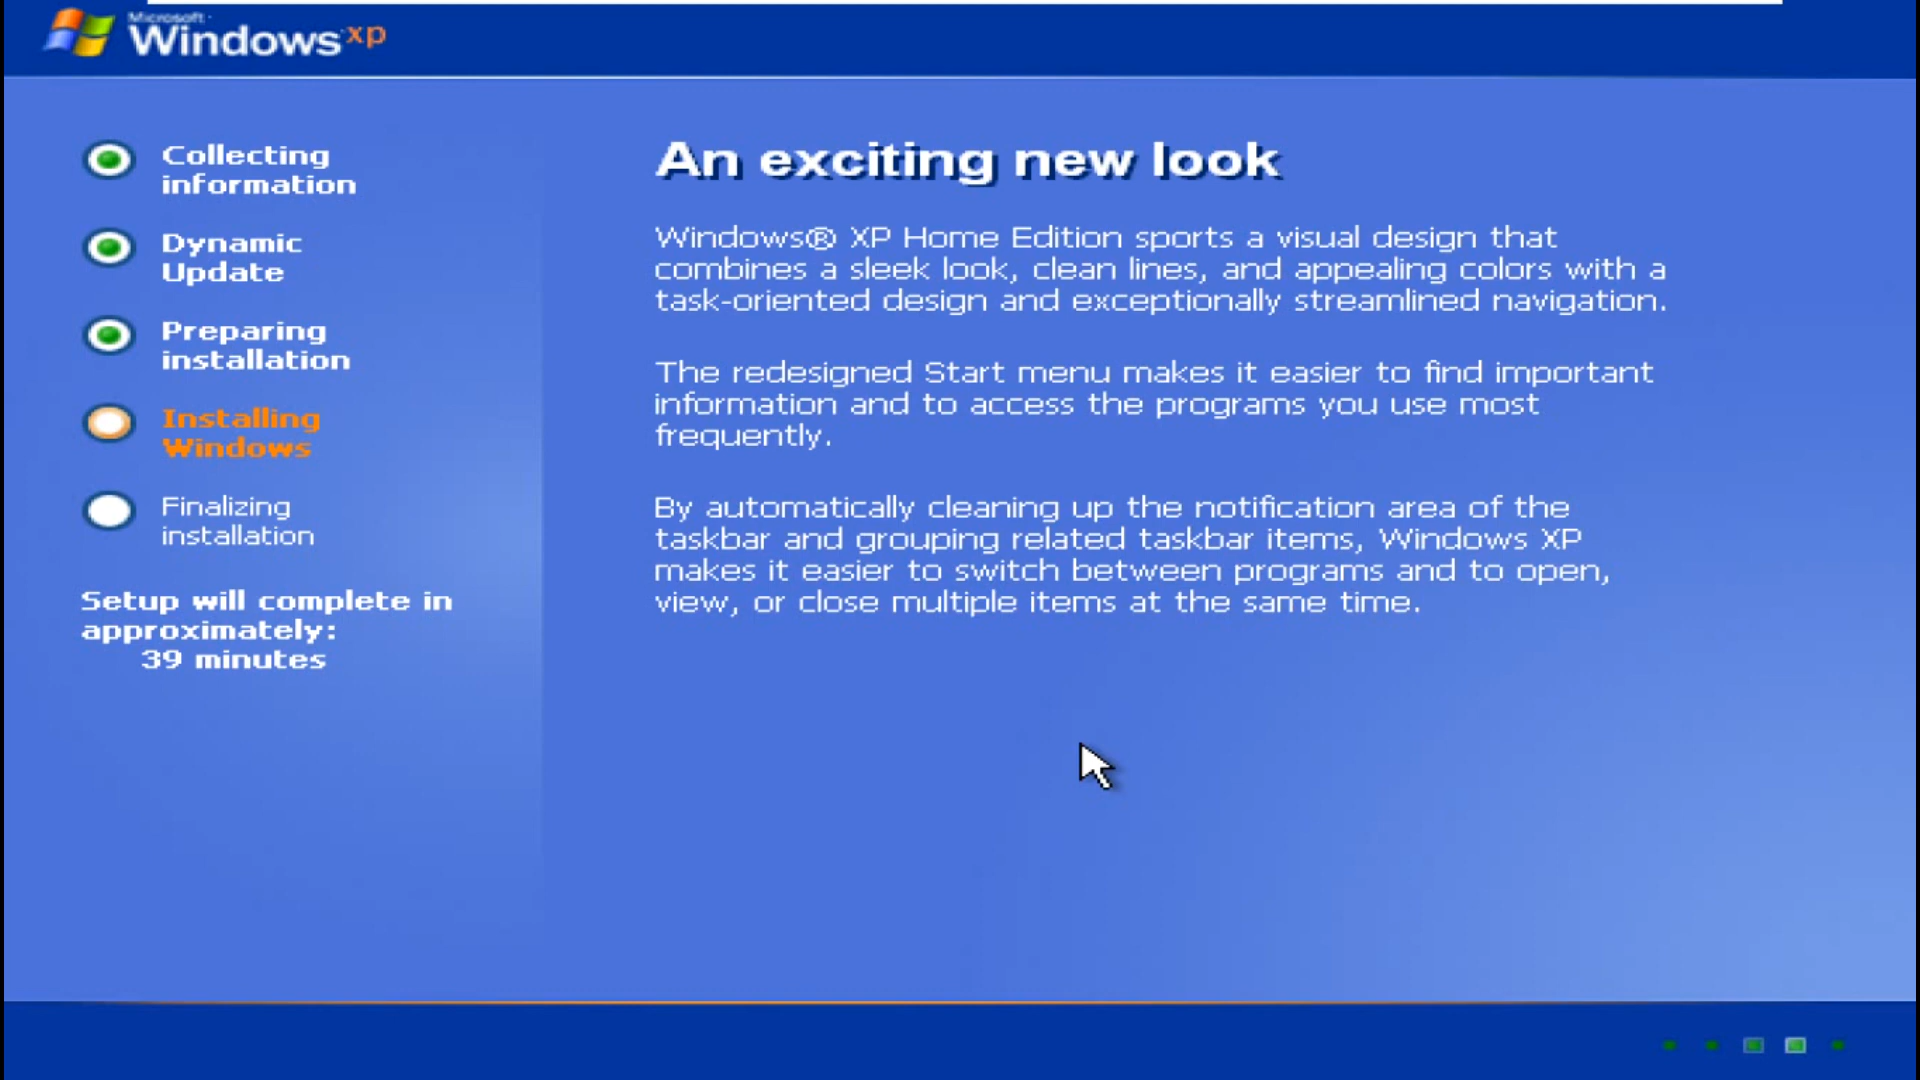 Microsoft
Windows xp
Collecting
information
Dynamic
Update
Preparing
installation
Installing
Windows
Finalizing
installation
Setup will complete in
approximately:
39 minutes
An exciting new look
Windows® XP Home Edition sports a visual design that
combines a sleek look, clean lines, and appealing colors with a
task-oriented design and exceptionally streamlined navigation.
The redesigned Start menu makes it easier to find important
information and to access the programs you use most
frequently.
By automatically cleaning up the notification area of the
taskbar and grouping related taskbar items, Windows XP
makes it easier to switch between programs and to open,
view, or close multiple items at the same time.